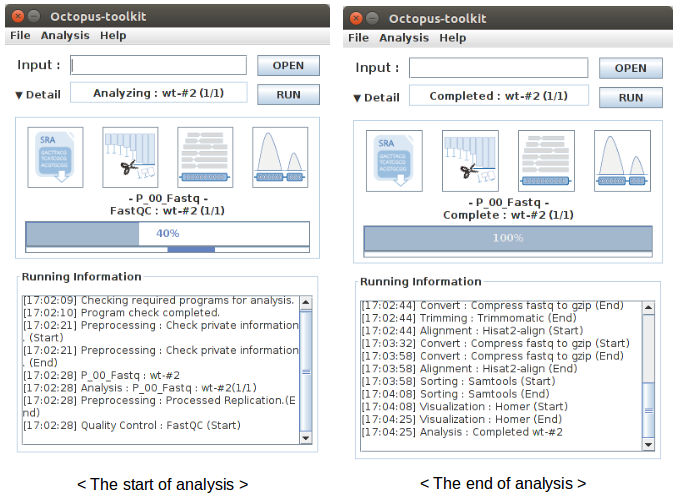 Octopus-toolkit
File Analysis Help
Input :
OPEN
▼ Detail
Analyzing : wt-#2 (1/1)
RUN
SRA
GACTTACG
TCATCGCG
ACGTGCGC
- P_00_Fastq -
FastQC : wt-#2 (1/1)
40%
Running Information
[17:02:09] Checking required programs for analysis.
[17:02:10] Program check completed.
[17:02:21] Preprocessing : Check private information
. (Start)
[17:02:21] Preprocessing : Check private information
. (End)
[17:02:28] P_00_Fastq : wt-#2
[17:02:28] Analysis : P_00_Fastq : wt-#2(1/1)
[17:02:28] Preprocessing : Processed Replication.(E
nd)
[17:02:28] Quality Control : FastQC (Start)
< The start of analysis >
Octopus-toolkit
File Analysis Help
Input :
OPEN
▼ Detail
Completed : wt-#2 (1/1)
RUN
SRA
- P_00_Fastq -
Complete : wt-#2 (1/1)
100%
Running Information
[17:02:44] Convert : Compress fastq to gzip (End)
[17:02:44] Trimming : Trimmomatic (End)
[17:02:44] Alignment : Hisat2-align (Start)
[17:03:32] Convert : Compress fastq to gzip (Start)
[17:03:58] Convert : Compress fastq to gzip (End)
[17:03:58] Alignment : Hisat2-align (End)
[17:03:58] Sorting : Samtools (Start)
[17:04:08] Sorting : Samtools (End)
[17:04:08] Visualization : Homer (Start)
[17:04:25] Visualization : Homer (End)
[17:04:25] Analysis : Completed wt-#2
< The end of analysis >